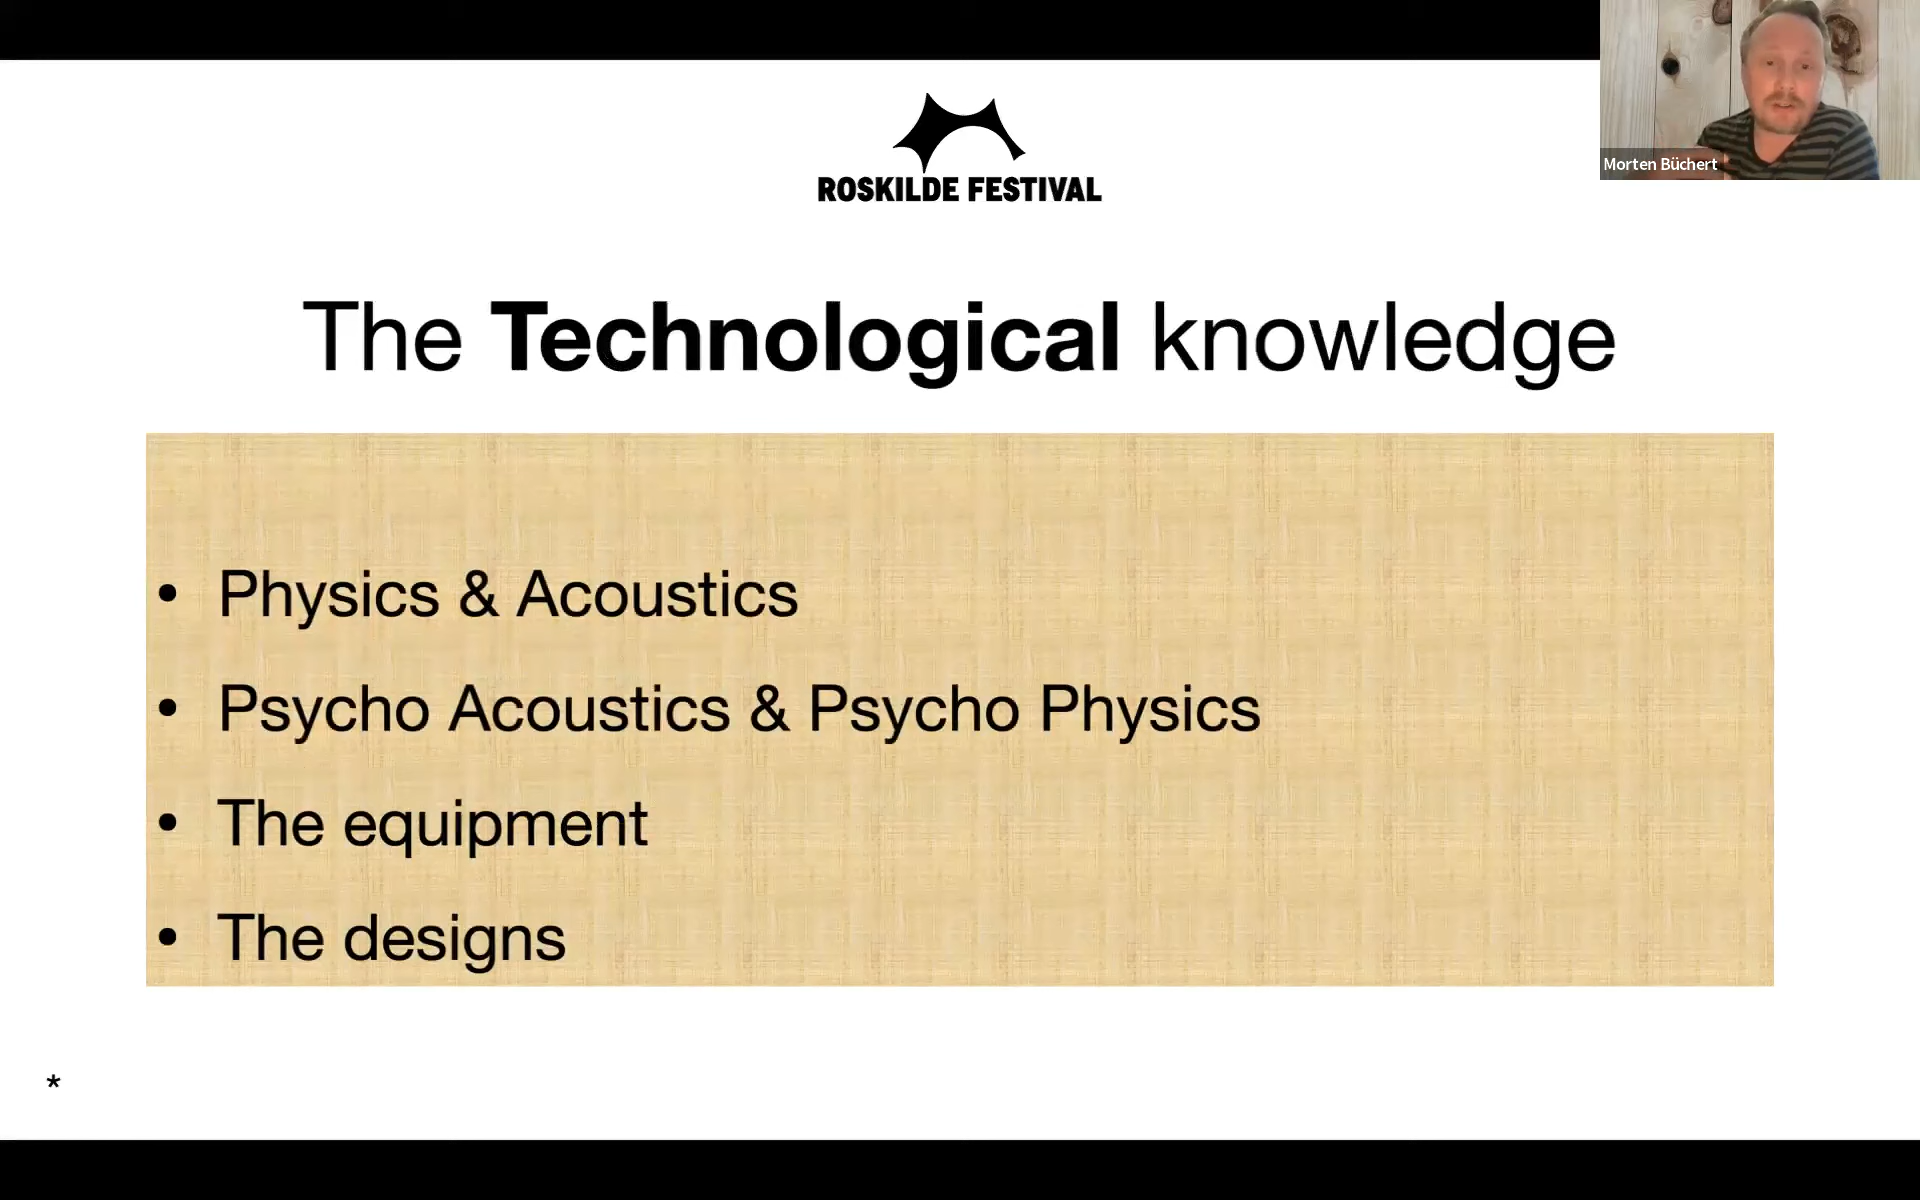 Morten Büchert
ROSKILDE FESTIVAL
The Technological knowledge
• Physics & Acoustics
• Psycho Acoustics & Psycho Physics
• The equipment
• The designs
*